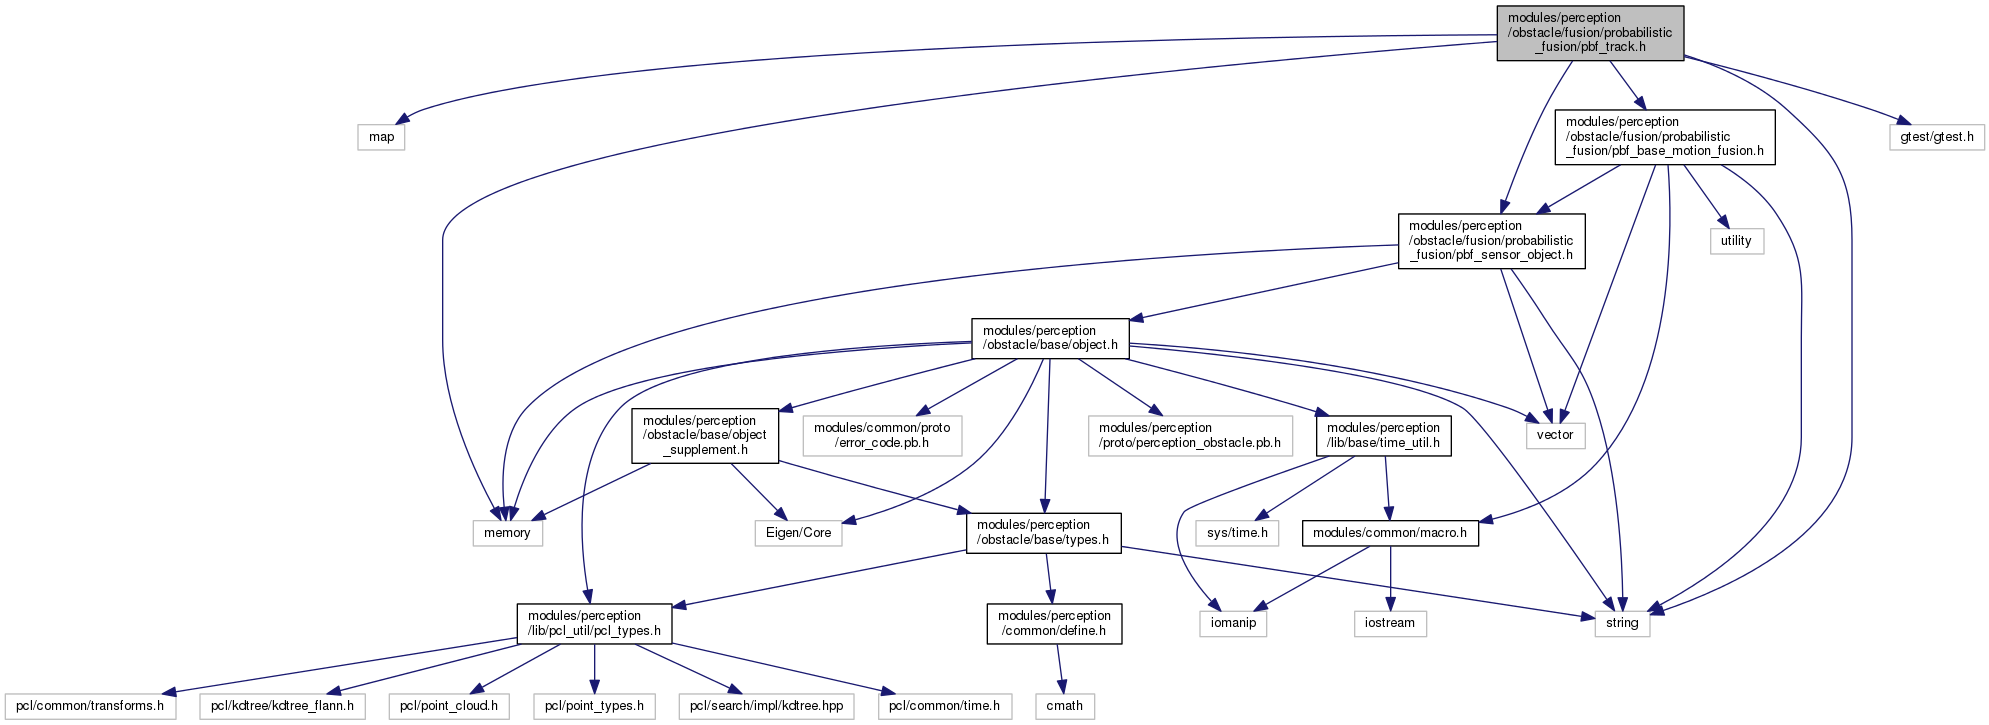 modules/perception
/obstacle/fusion/probabilistic
_fusion/pbf_track.h
map
modules/perception
/obstacle/fusion/probabilistic
_fusion/pbf_base_motion_fusion.h
gtest/gtest.h
modules/perception
/obstacle/fusion/probabilistic
_fusion/pbf_sensor_object.h
utility
modules/perception
/obstacle/base/object.h
modules/perception
/obstacle/base/object
_supplement.h
modules/common/proto
/error_code.pb.h
modules/perception
/proto/perception_obstacle.pb.h
modules/perception
/lib/base/time_util.h
vector
memory
Eigen/Core
modules/perception
/obstacle/base/types.h
sys/time.h
modules/common/macro.h
modules/perception
/lib/pcl_util/pcl_types.h
modules/perception
/common/define.h
iomanip
iostream
string
pcl/common/transforms.h
pcl/kdtree/kdtree_flann.h
pcl/point_cloud.h
pcl/point_types.h
pcl/search/impl/kdtree.hpp
pcl/common/time.h
cmath